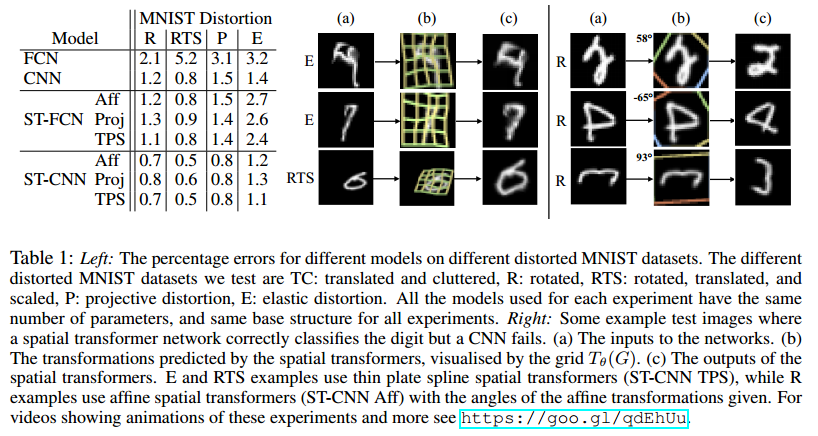 MNIST Distortion
Model R RTS P E
FCN 2.1 5.2 3.1 3.2
CNN 1.2 0.8 1.5 1.4
Aff 1.2 0.8 1.5 2.7
ST-FCN Proj 1.3 0.9 1.4 2.6
TPS 1.1 0.8 1.4 2.4
Aff 0.7 0.5 0.8 1.2
ST-CNN Proj 0.8 0.6 0.8 1.3
TPS 0.7 0.5 0.8 1.1
(a) (b) (c)
E
E
RTS
(a) (b) (c)
R 58°
R -65°
R 93°
Table 1: Left: The percentage errors for different models on different distorted MNIST datasets. The different
distorted MNIST datasets we test are TC: translated and cluttered, R: rotated, RTS: rotated, translated, and
scaled, P: projective distortion, E: elastic distortion. All the models used for each experiment have the same
number of parameters, and same base structure for all experiments. Right: Some example test images where
a spatial transformer network correctly classifies the digit but a CNN fails. (a) The inputs to the networks. (b)
The transformations predicted by the spatial transformers, visualised by the grid Tθ(G). (c) The outputs of the
spatial transformers. E and RTS examples use thin plate spline spatial transformers (ST-CNN TPS), while R
examples use affine spatial transformers (ST-CNN Aff) with the angles of the affine transformations given. For
videos showing animations of these experiments and more see https://goo.gl/qdEhUu.